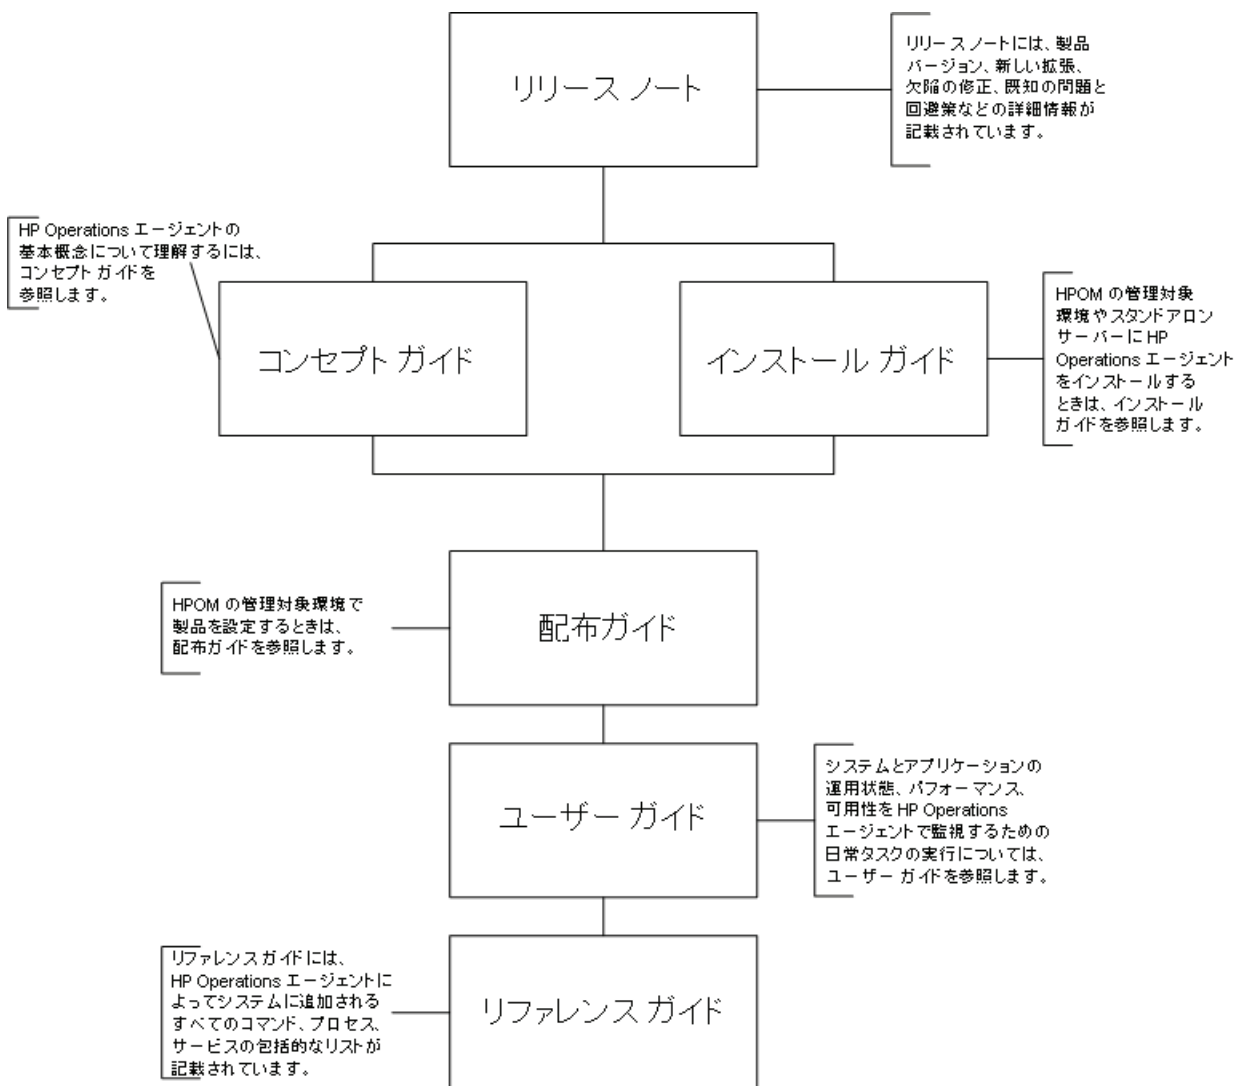 リリース ノート
リリース ノートには、製品
バージョン、新しい拡張、
欠陥の修正、既知の問題と
回避策などの詳細情報が
記載されています。
HP Operations エージェントの
基本概念について理解するには、
コンセプト ガイドを
参照します。
コンセプト ガイド
インストール ガイド
HPOM の管理対象
環境やスタンドアロン
サーバーに HP
Operations エージェント
をインストールする
ときは、インストール
ガイドを参照します。
HPOM の管理対象環境で
製品を設定するときは、
配布ガイドを参照します。
配布ガイド
ユーザー ガイド
システムとアプリケーションの
運用状態、パフォーマンス、
可用性を HP Operations
エージェントで監視するための
日常タスクの実行については、
ユーザー ガイドを参照します。
リファレンス ガイドには、
HP Operations エージェントに
よってシステムに追加される
すべてのコマンド、プロセス、
サービスの包括的なリストが
記載されています。
リファレンス ガイド